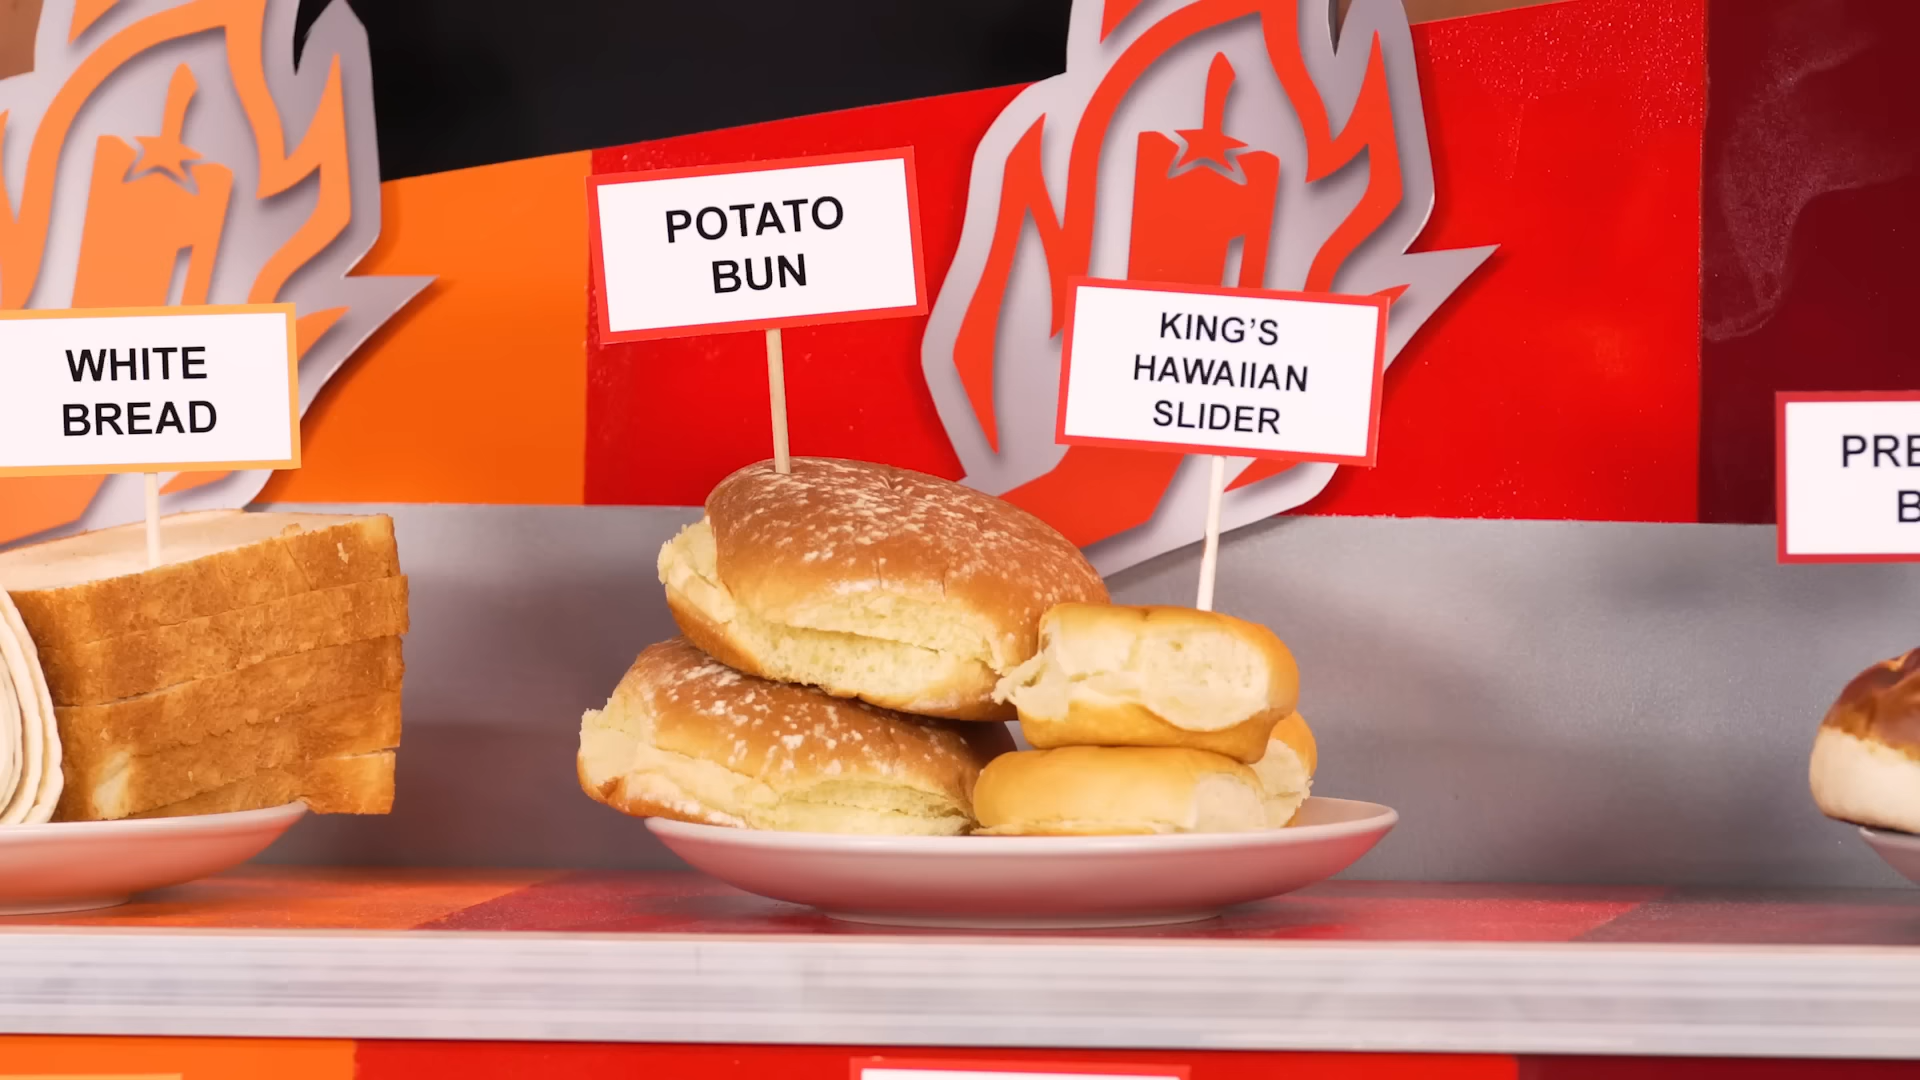 WHITE
BREAD
POTATO
BUN
KING'S
HAWAIIAN
SLIDER